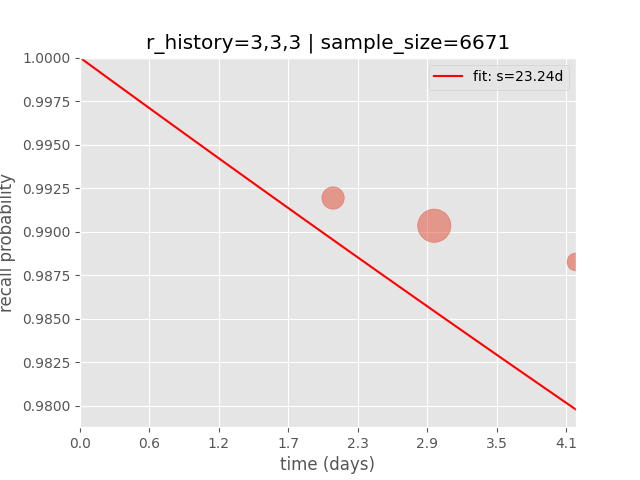 r_history=3,3,3 | sample_size=6671
fit: s=23.24d
1.0000
0.9975
0.9950
0.9925
0.9900
0.9875
0.9850
0.9825
0.9800
recall probability
0.0 0.6 1.2 1.7 2.3 2.9 3.5 4.1
time (days)